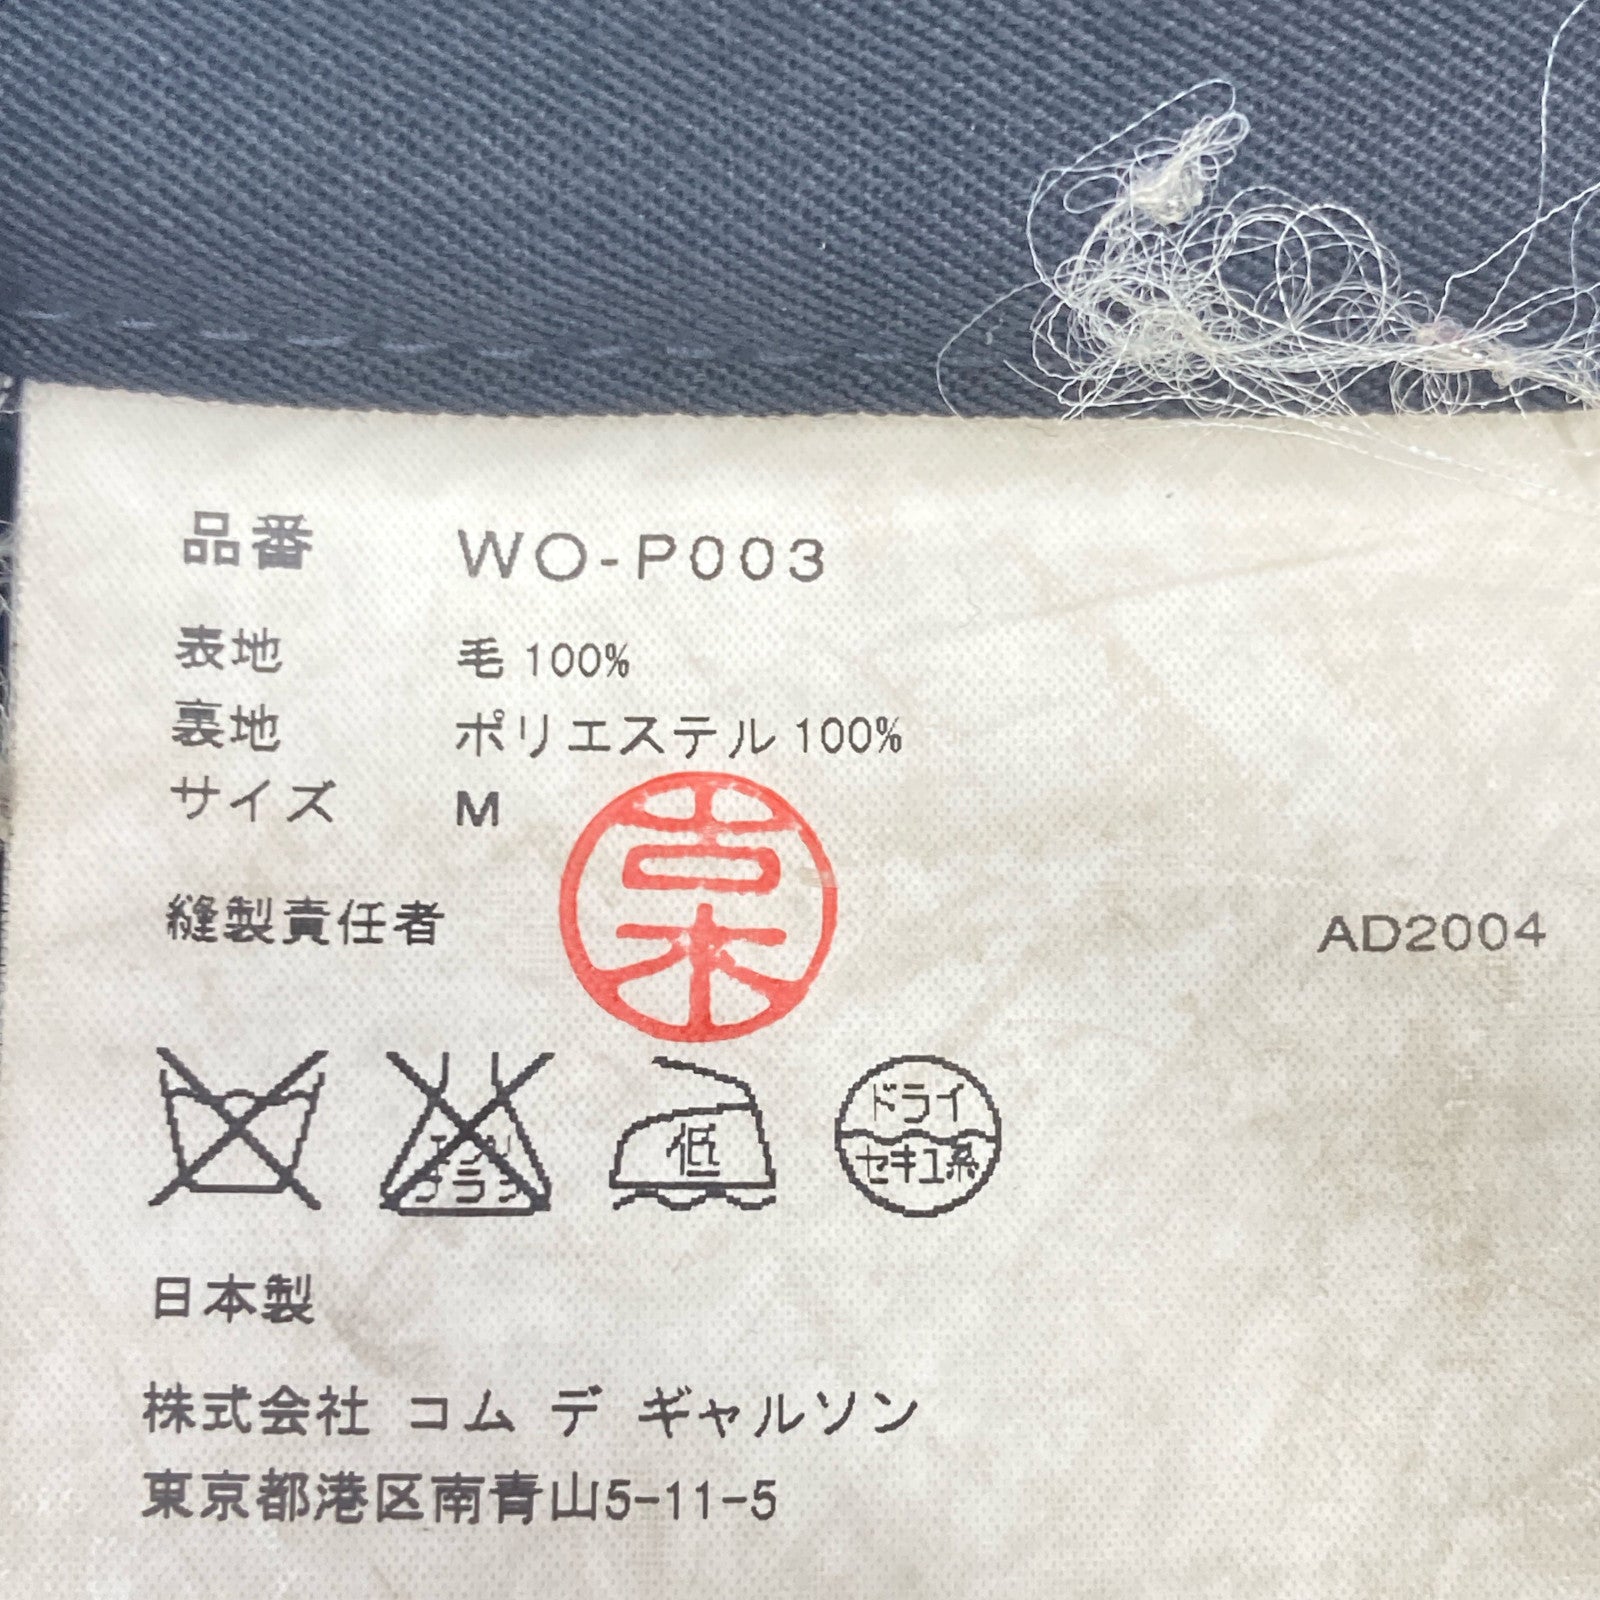 品番 WO-P003
表地 毛 100%
裏地 ポリエステル 100%
サイズ M
縫製責任者
AD2004
低
ドライ
セキユ系
日本製
株式会社 コム デ ギャルソン
東京都港区南青山5-11-5